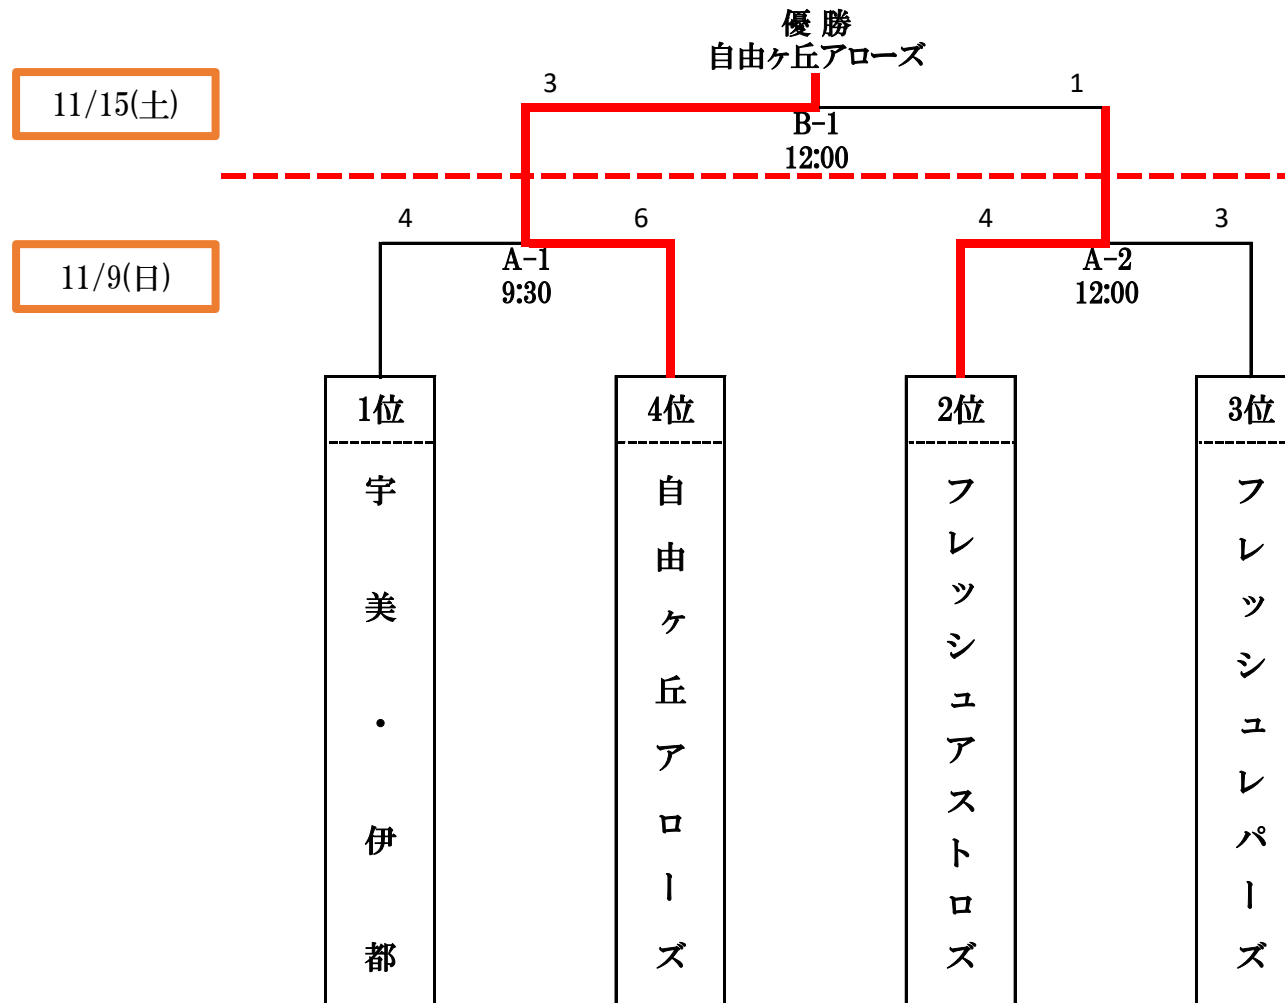 優 勝
自由ヶ丘アローズ
11/15(土)
3
1
B-1
12:00
4
6
4
3
11/9(日)
A-1
9:30
A-2
12:00
1位
4位
2位
3位
宇美・伊都
自由ヶ丘アローズ
フレッシュアストロズ
フレッシュレパーズ